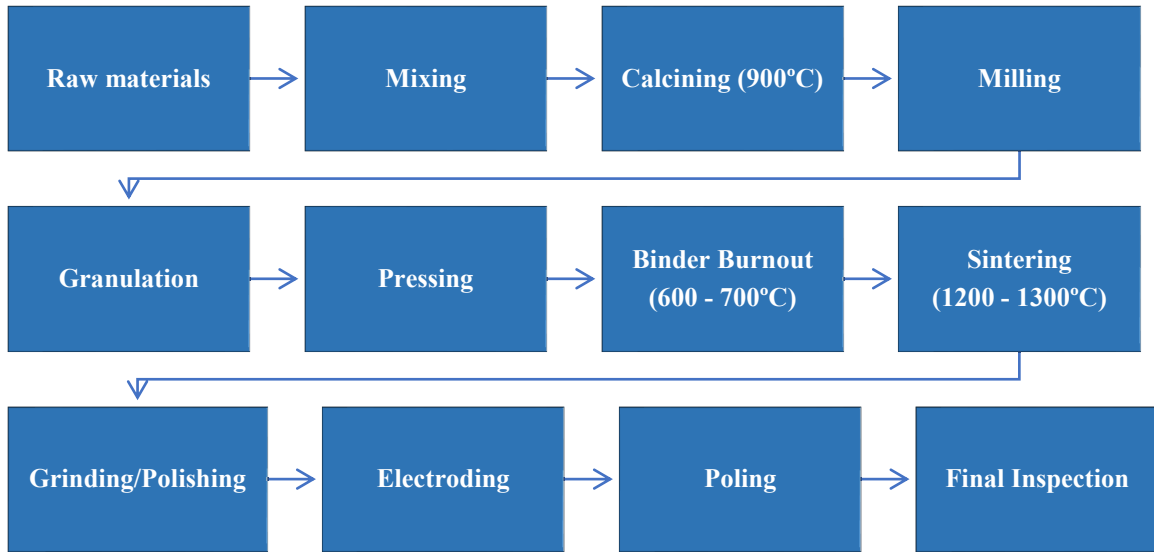 Raw materials
Mixing
Calcining (900ºC)
Milling
Granulation
Pressing
Binder Burnout
(600 - 700ºC)
Sintering
(1200 - 1300ºC)
Grinding/Polishing
Electroding
Poling
Final Inspection